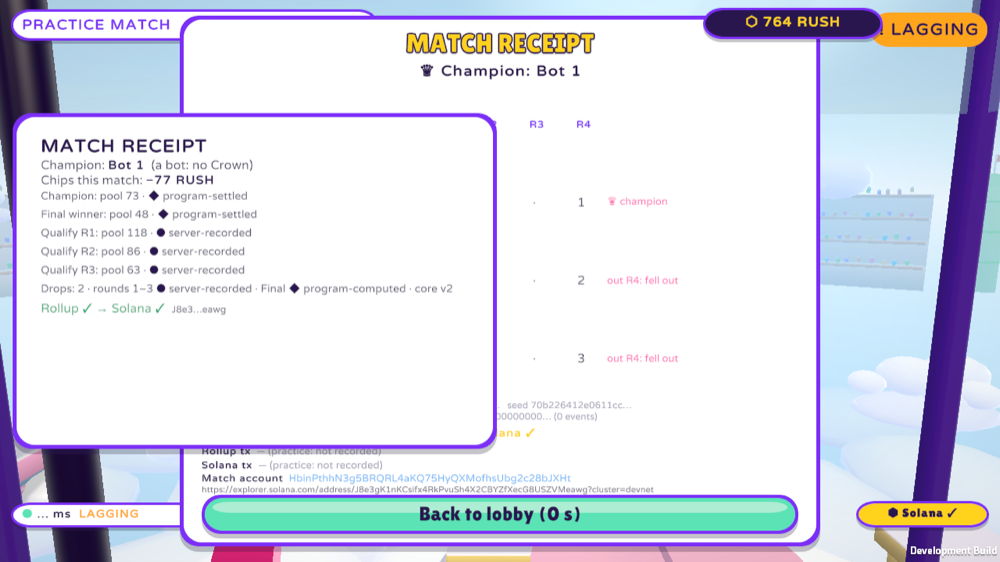 PRACTICE MATCH
764 RUSH
! LAGGING
MATCH RECEIPT
Champion: Bot 1
R3 R4
MATCH RECEIPT
Champion: Bot 1 (a bot: no Crown)
Chips this match: −77 RUSH
Champion: pool 73 · ◆ program-settled
Final winner: pool 48 · ◆ program-settled
Qualify R1: pool 118 · ● server-recorded
Qualify R2: pool 86 · ● server-recorded
Qualify R3: pool 63 · ● server-recorded
Drops: 2 · rounds 1–3 ● server-recorded · Final ◆ program-computed · core v2
Rollup ✓ → Solana ✓ J8e3...eawg
· 1 ♛ champion
· 2 out R4: fell out
· 3 out R4: fell out
seed 70b226412e0611cc...
00000000... (0 events)
ana ✓
Rollup tx — (practice: not recorded)
Solana tx — (practice: not recorded)
Match account HbinPthhN3g5BRQRL4aKQ75HyQXMofhsUbg2c28bJXHt
https://explorer.solana.com/address/J8e3gK1nKCsifx4RkPvuSh4X2CBYZfXecG8USZVMeawg?cluster=devnet
Back to lobby (0 s)
... ms LAGGING
Solana ✓
Development Build